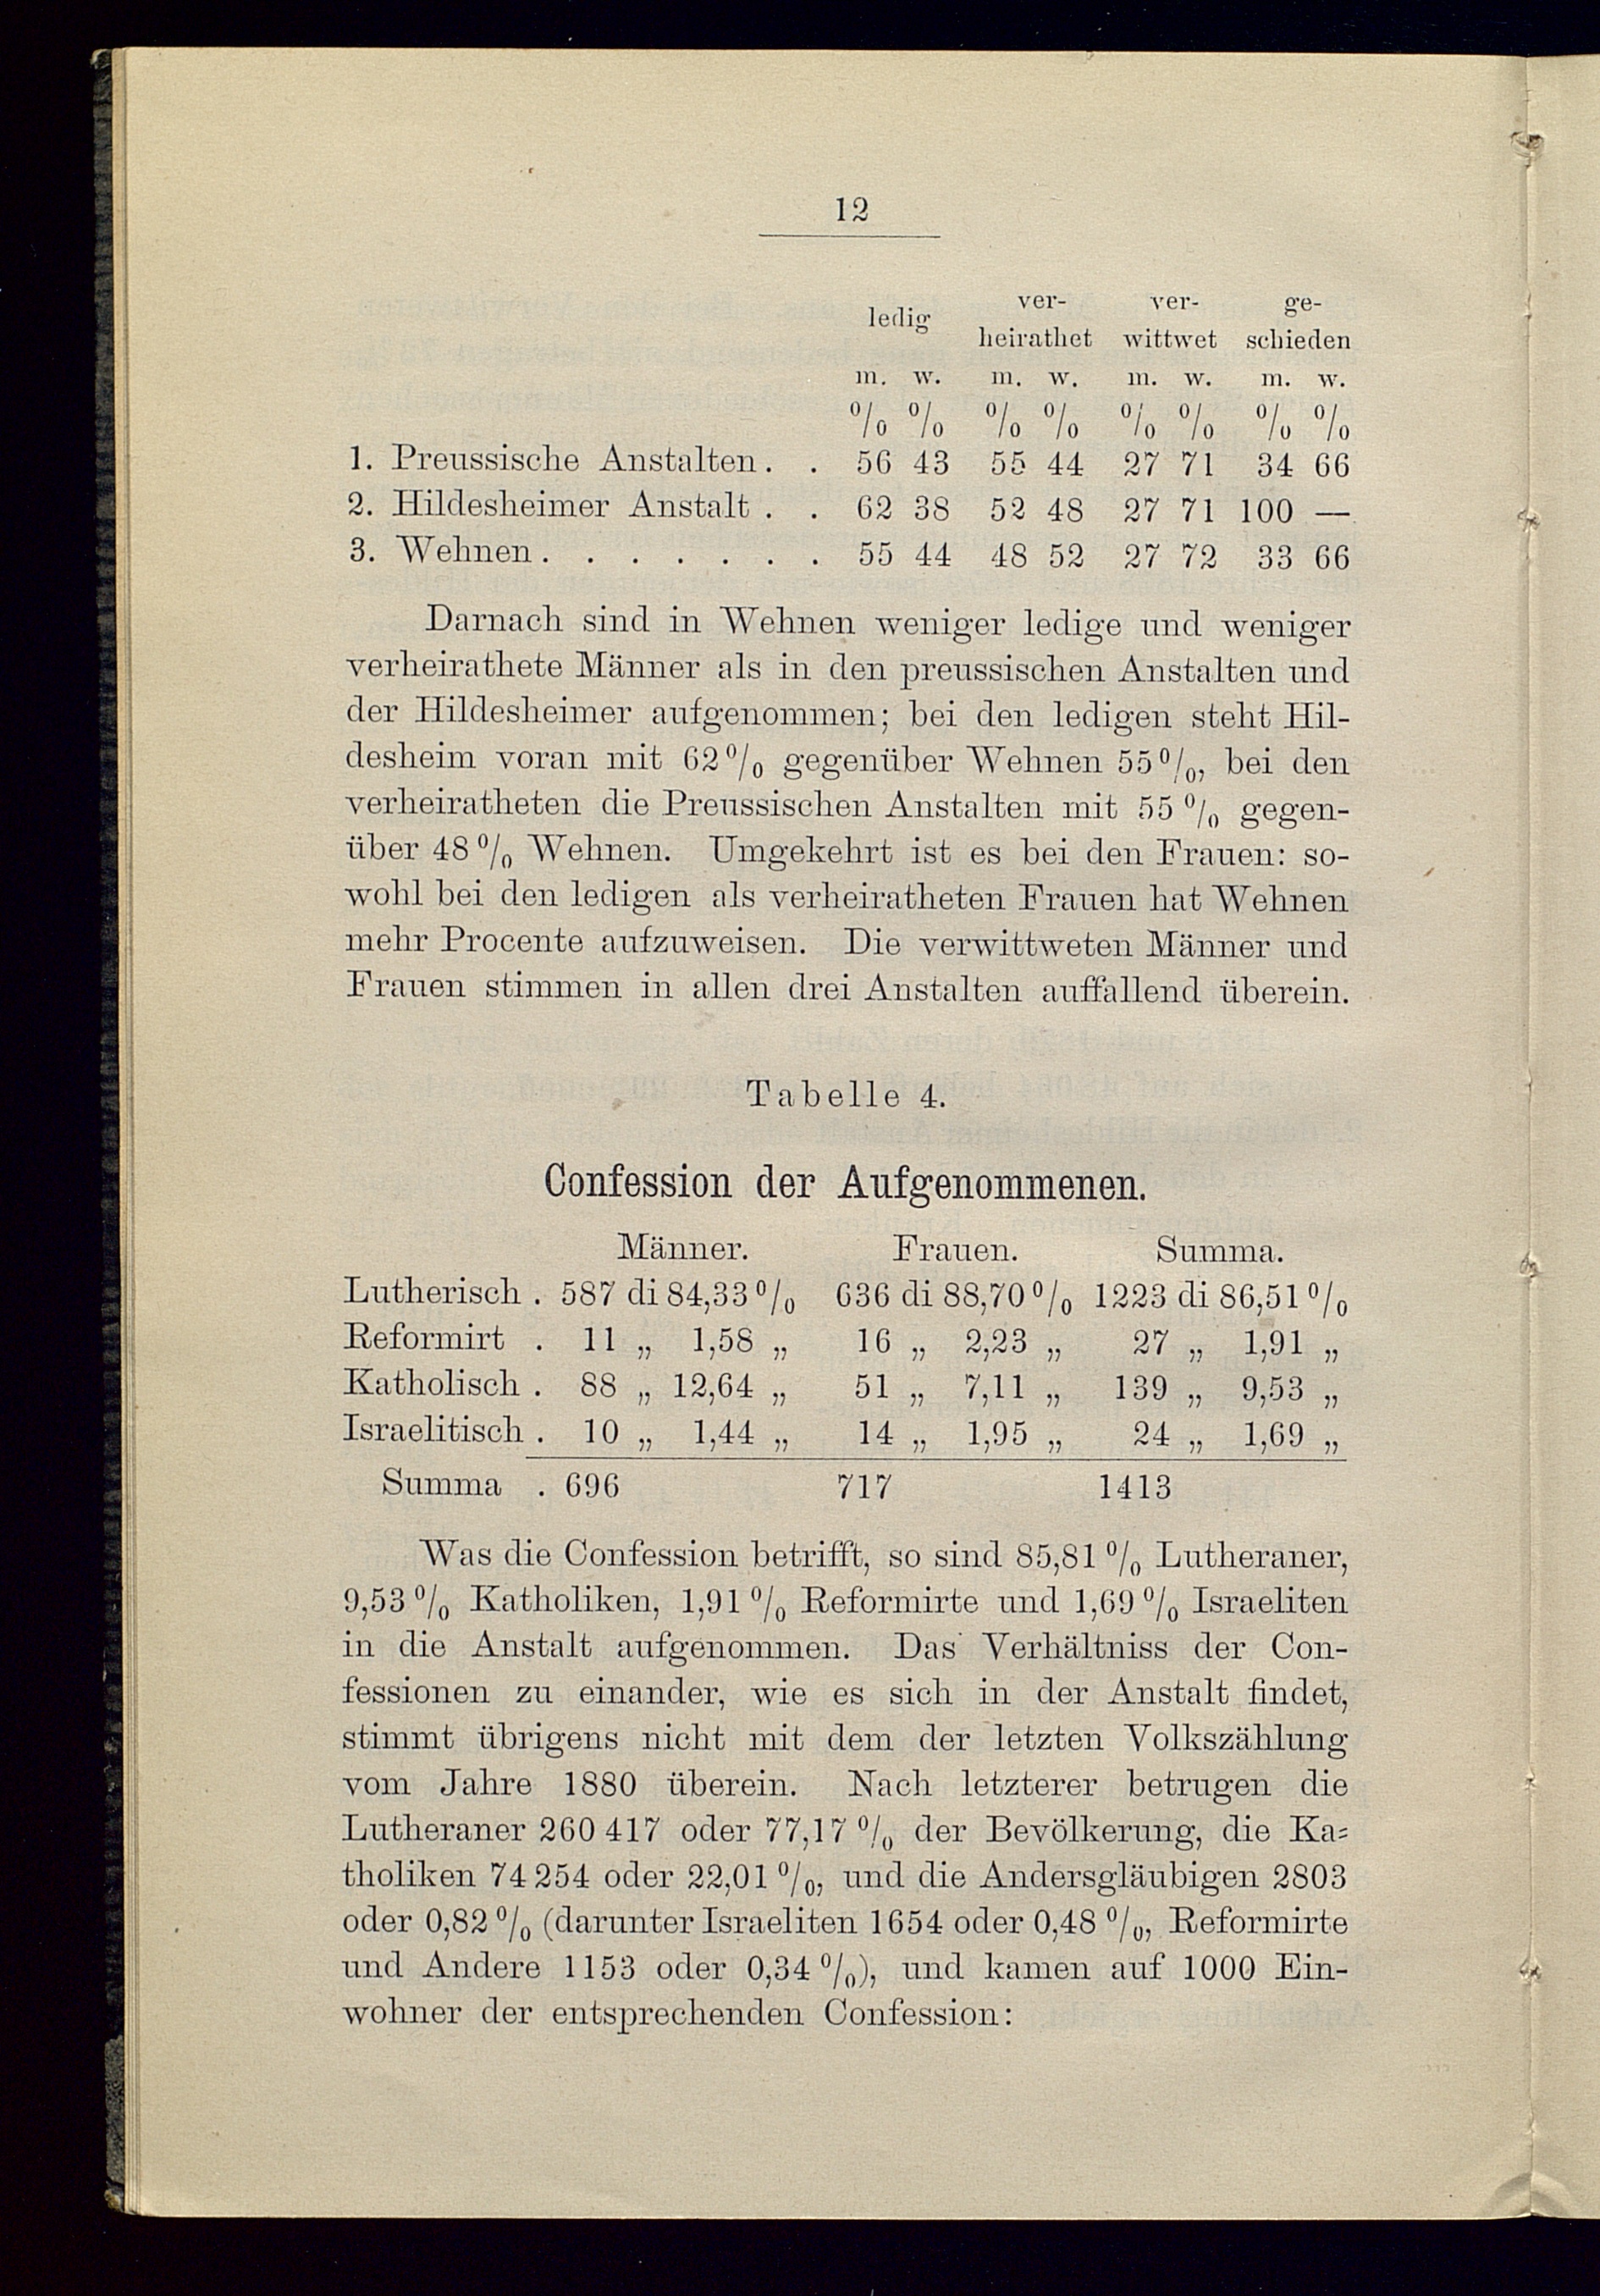 12
ledig ver- ver- ge-
heirathet wittwet schieden
m. w. m. w. m. w. m. w.
% % % % % % % %
1. Preussische Anstalten . . 56 43 55 44 27 71 34 66
2. Hildesheimer Anstalt . . 62 38 52 48 27 71 100 —
3. Wehnen . . . . . . . 55 44 48 52 27 72 33 66
Darnach sind in Wehnen weniger ledige und weniger
verheirathete Männer als in den preussischen Anstalten und
der Hildesheimer aufgenommen; bei den ledigen steht Hil-
desheim voran mit 62 % gegenüber Wehnen 55 %, bei den
verheiratheten die Preussischen Anstalten mit 55 % gegen-
über 48 % Wehnen. Umgekehrt ist es bei den Frauen: so-
wohl bei den ledigen als verheiratheten Frauen hat Wehnen
mehr Procente aufzuweisen. Die verwittweten Männer und
Frauen stimmen in allen drei Anstalten auffallend überein.
Tabelle 4.
Confession der Aufgenommenen.
Männer. Frauen. Summa.
Lutherisch . 587 di 84,33 % 636 di 88,70 % 1223 di 86,51 %
Reformirt . 11 „ 1,58 „ 16 „ 2,23 „ 27 „ 1,91 „
Katholisch . 88 „ 12,64 „ 51 „ 7,11 „ 139 „ 9,53 „
Israelitisch . 10 „ 1,44 „ 14 „ 1,95 „ 24 „ 1,69 „
Summa . 696 717 1413
Was die Confession betrifft, so sind 85,81 % Lutheraner,
9,53 % Katholiken, 1,91 % Reformirte und 1,69 % Israeliten
in die Anstalt aufgenommen. Das Verhältniss der Con-
fessionen zu einander, wie es sich in der Anstalt findet,
stimmt übrigens nicht mit dem der letzten Volkszählung
vom Jahre 1880 überein. Nach letzterer betrugen die
Lutheraner 260 417 oder 77,17 % der Bevölkerung, die Ka-
tholiken 74 254 oder 22,01 %, und die Andersgläubigen 2803
oder 0,82 % (darunter Israeliten 1654 oder 0,48 %, Reformirte
und Andere 1153 oder 0,34 %), und kamen auf 1000 Ein-
wohner der entsprechenden Confession: